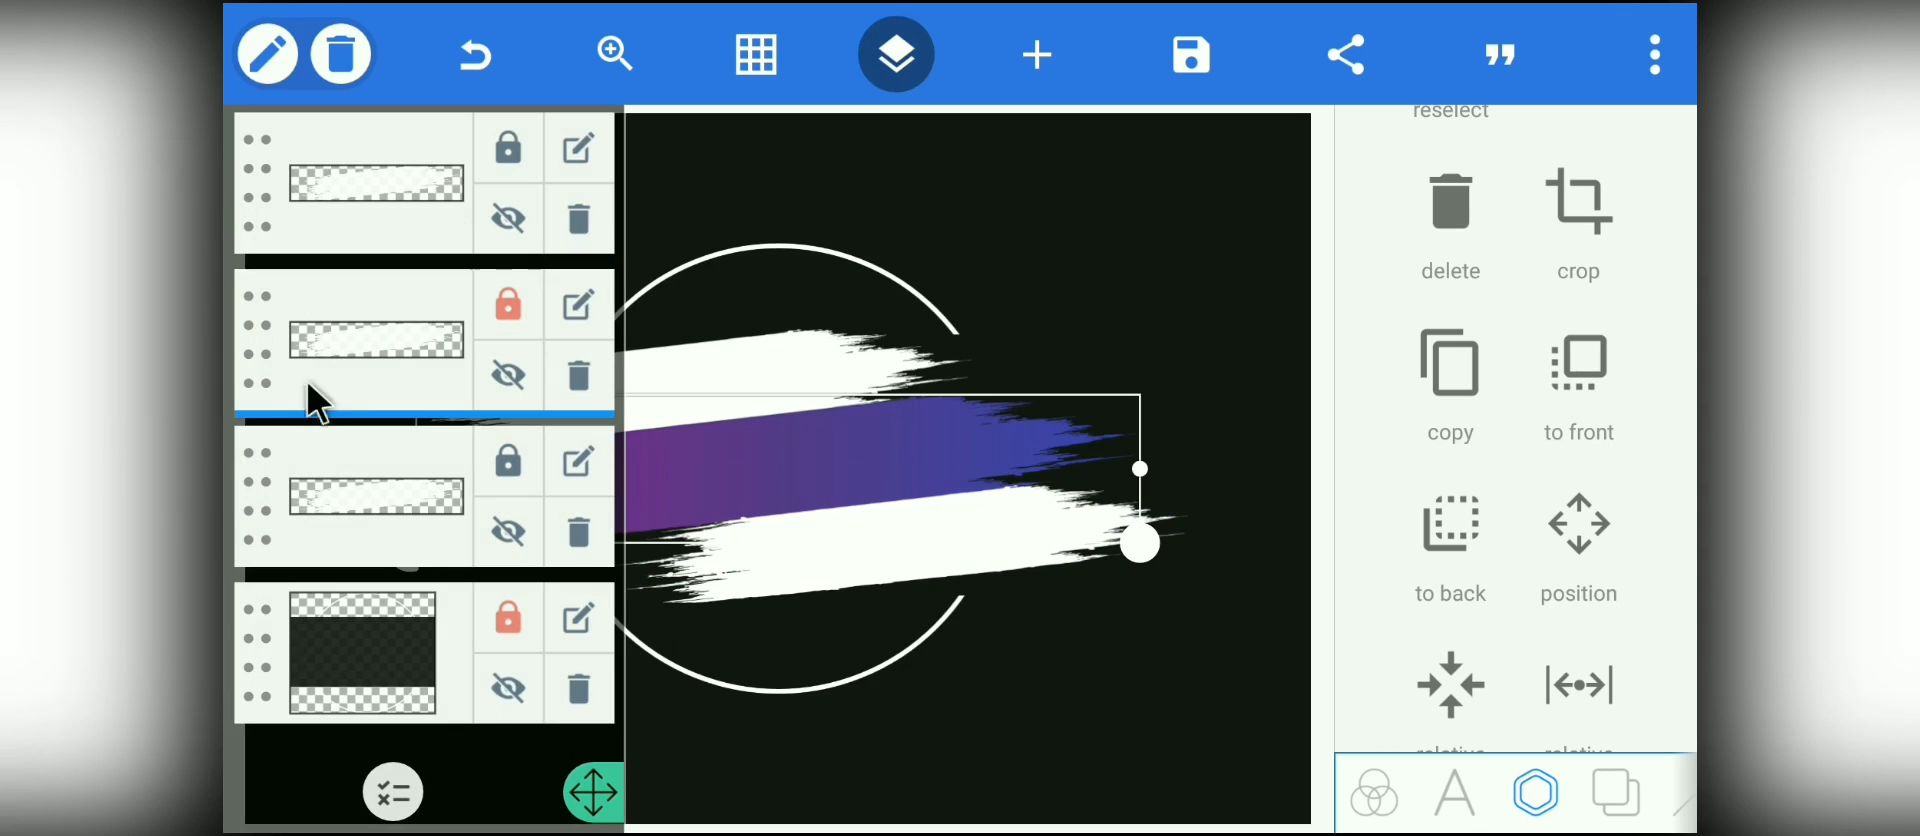 reselect
delete
crop
copy
to front
to back
position
relative
relative